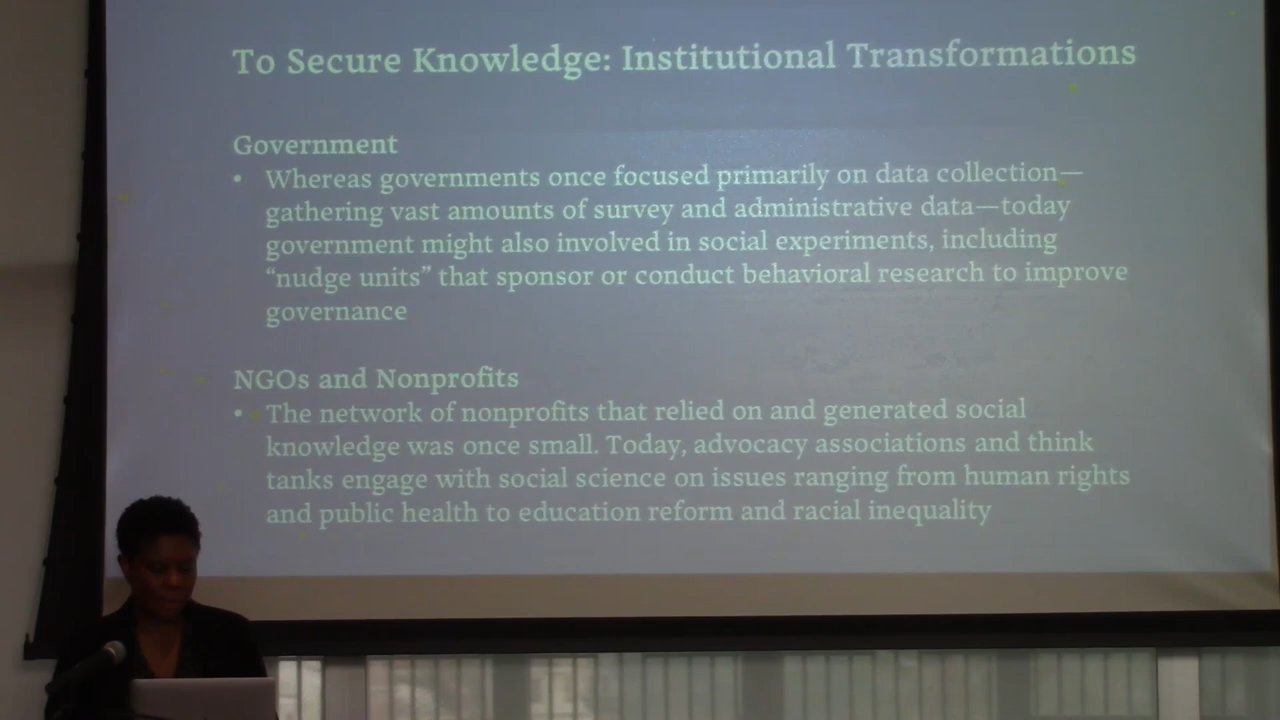 To Secure Knowledge: Institutional Transformations
Government
• Whereas governments once focused primarily on data collection—
gathering vast amounts of survey and administrative data—today
government might also involved in social experiments, including
“nudge units” that sponsor or conduct behavioral research to improve
governance
NGOs and Nonprofits
• The network of nonprofits that relied on and generated social
knowledge was once small. Today, advocacy associations and think
tanks engage with social science on issues ranging from human rights
and public health to education reform and racial inequality